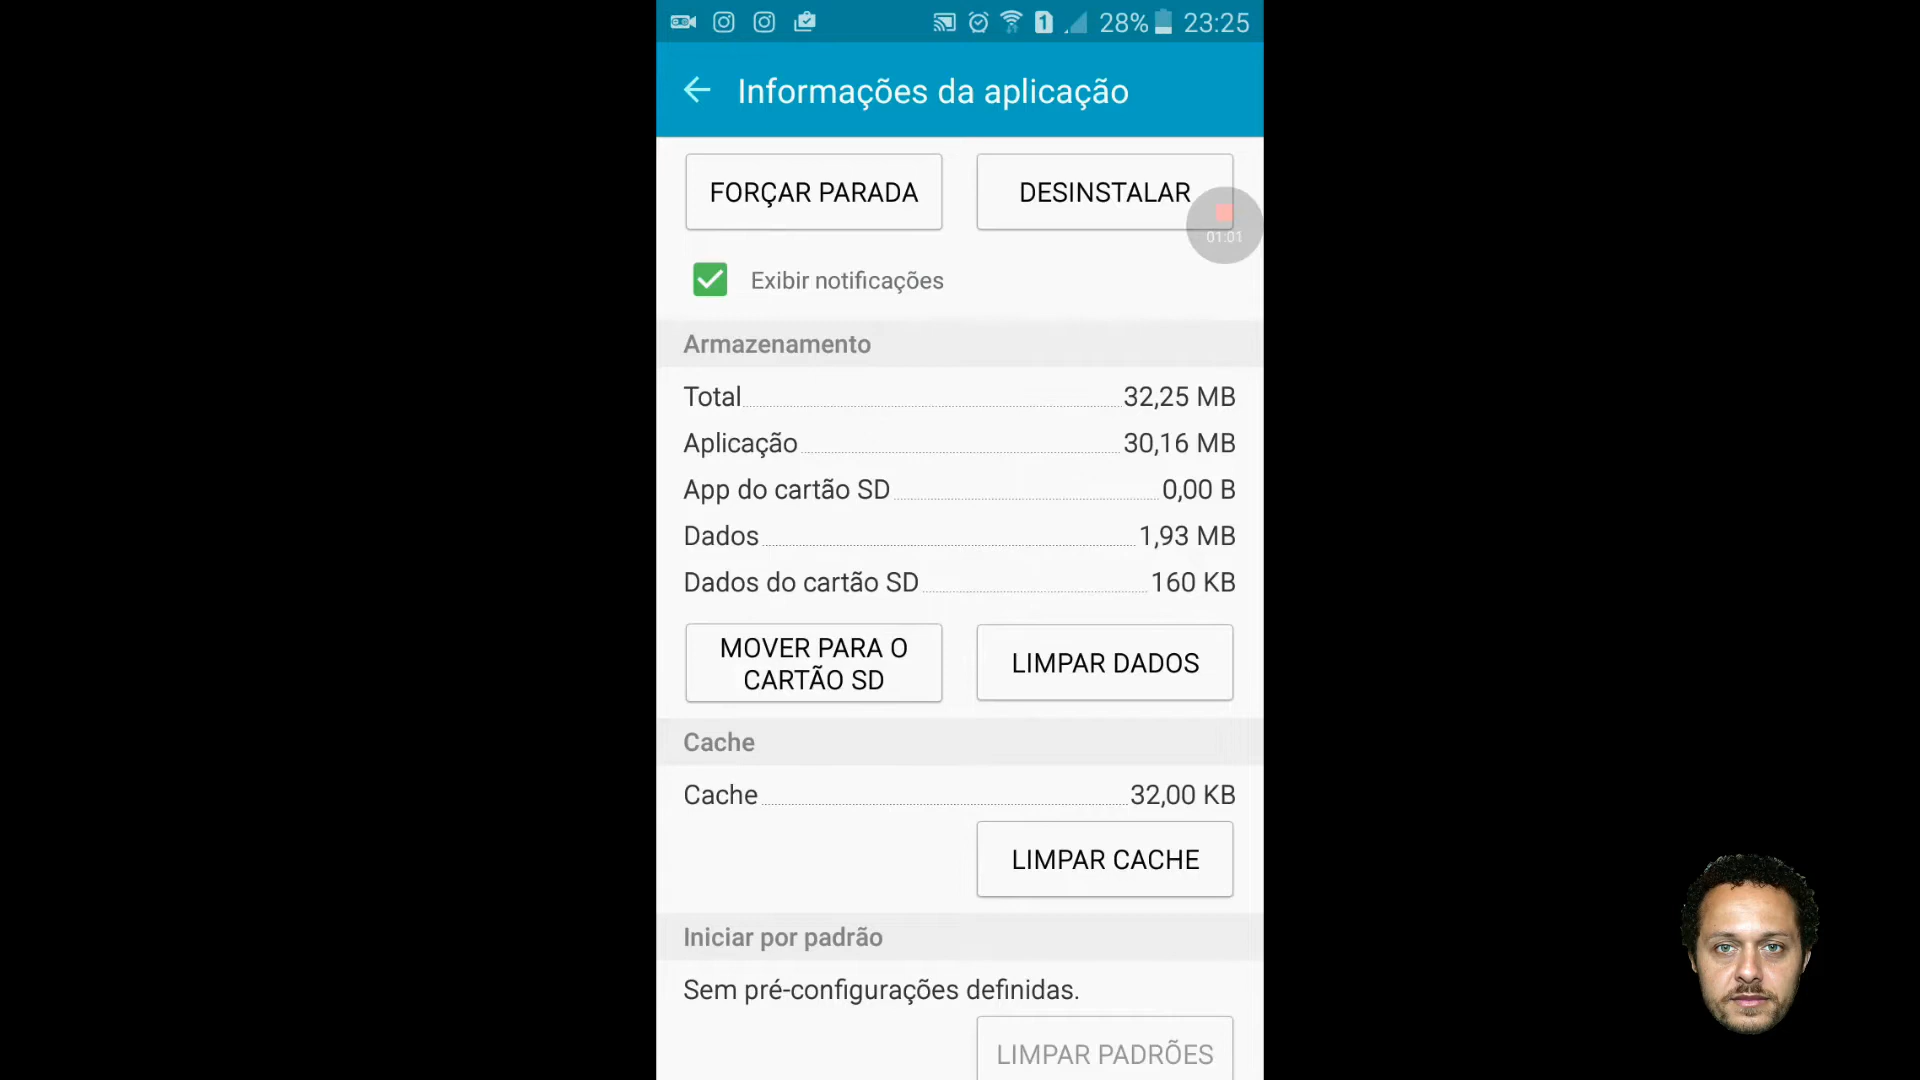 1 28% 23:25
Informações da aplicação
FORÇAR PARADA DESINSTALAR
01:01
Exibir notificações
Armazenamento
Total 32,25 MB
Aplicação 30,16 MB
App do cartão SD 0,00 B
Dados 1,93 MB
Dados do cartão SD 160 KB
MOVER PARA O
CARTÃO SD
LIMPAR DADOS
Cache
Cache 32,00 KB
LIMPAR CACHE
Iniciar por padrão
Sem pré-configurações definidas.
LIMPAR PADRÕES